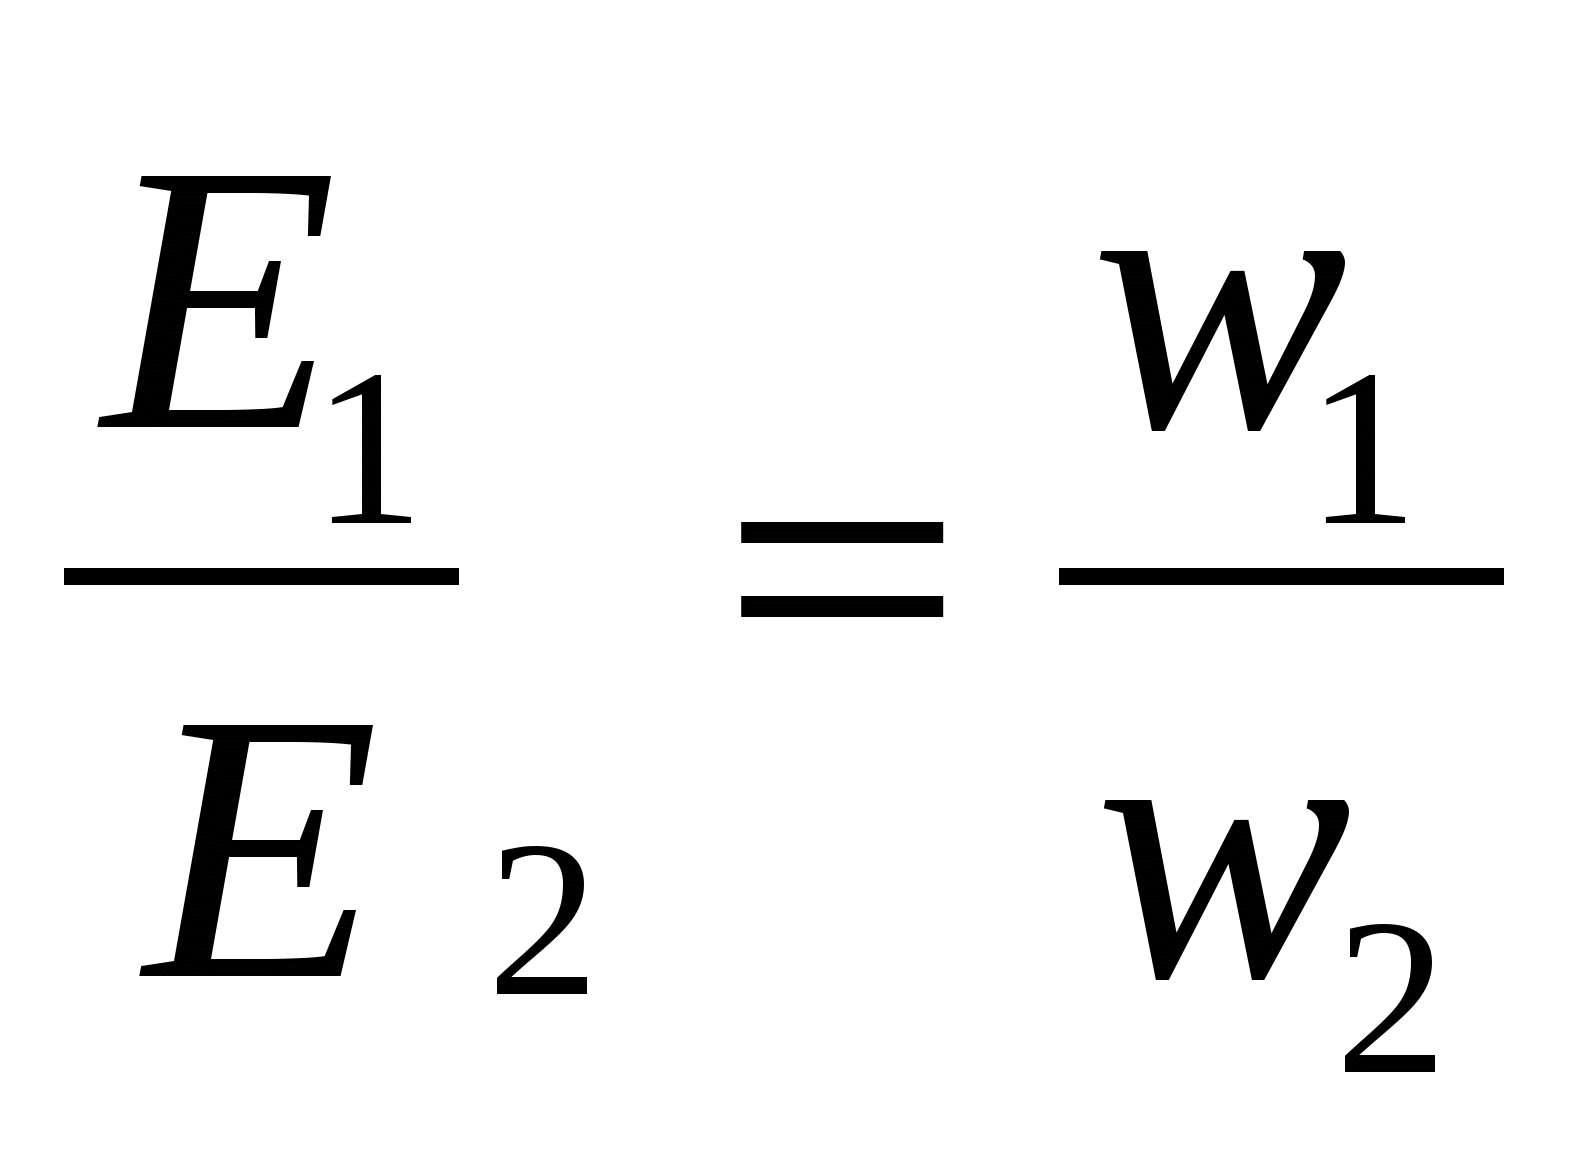 E₁ / E₂ = w₁ / w₂